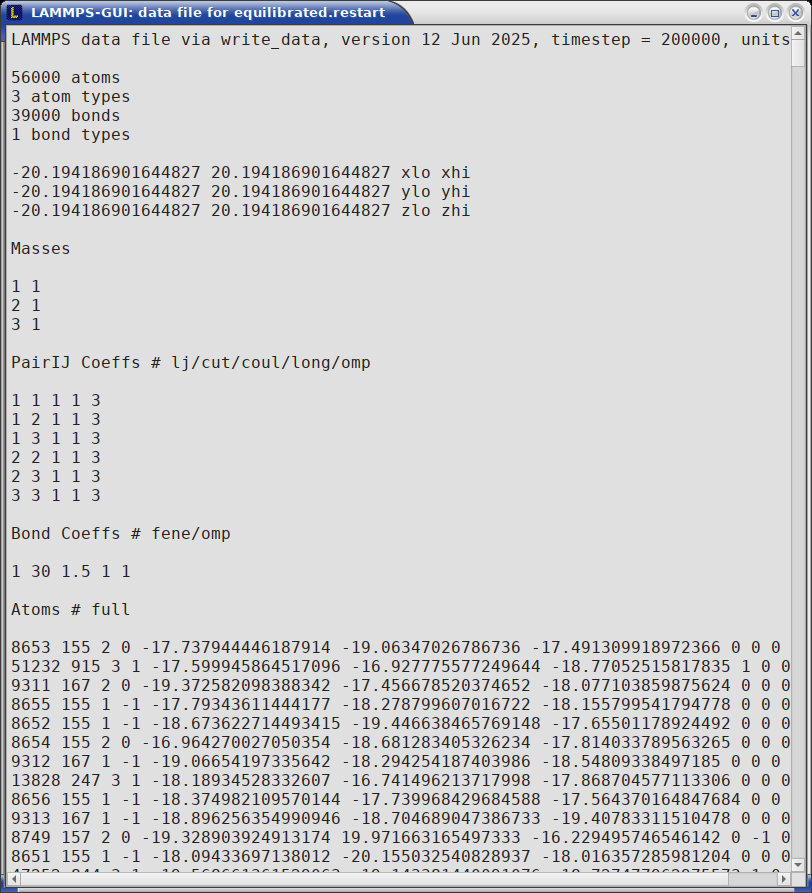 LAMMPS-GUI: data file for equilibrated.restart
LAMMPS data file via write_data, version 12 Jun 2025, timestep = 200000, units
56000 atoms
3 atom types
39000 bonds
1 bond types
-20.194186901644827 20.194186901644827 xlo xhi
-20.194186901644827 20.194186901644827 ylo yhi
-20.194186901644827 20.194186901644827 zlo zhi
Masses
1 1
2 1
3 1
PairIJ Coeffs # lj/cut/coul/long/omp
1 1 1 1 3
1 2 1 1 3
1 3 1 1 3
2 2 1 1 3
2 3 1 1 3
3 3 1 1 3
Bond Coeffs # fene/omp
1 30 1.5 1 1
Atoms # full
8653 155 2 0 -17.737944446187914 -19.06347026786736 -17.491309918972366 0 0 0
51232 915 3 1 -17.599945864517096 -16.927775577249644 -18.77052515817835 1 0 0
9311 167 2 0 -19.372582098388342 -17.456678520374652 -18.077103859875624 0 0 0
8655 155 1 -1 -17.79343611444177 -18.278799607016722 -18.155799541794778 0 0 0
8652 155 1 -1 -18.673622714493415 -19.446638465769148 -17.65501178924492 0 0 0
8654 155 2 0 -16.964270027050354 -18.681283405326234 -17.814033789563265 0 0 0
9312 167 1 -1 -19.06654197335642 -18.294254187403986 -18.54809338497185 0 0 0
13828 247 3 1 -18.18934528332607 -16.741496213717998 -17.868704577113306 0 0 0
8656 155 1 -1 -18.374982109570144 -17.739968429684588 -17.564370164847684 0 0
9313 167 1 -1 -18.896256354990946 -18.704689047386733 -19.40783311510478 0 0 0
8749 157 2 0 -19.328903924913174 19.971663165497333 -16.229495746546142 0 -1 0
8651 155 1 -1 -18.09433697138012 -20.155032540828937 -18.016357285981204 0 0 0